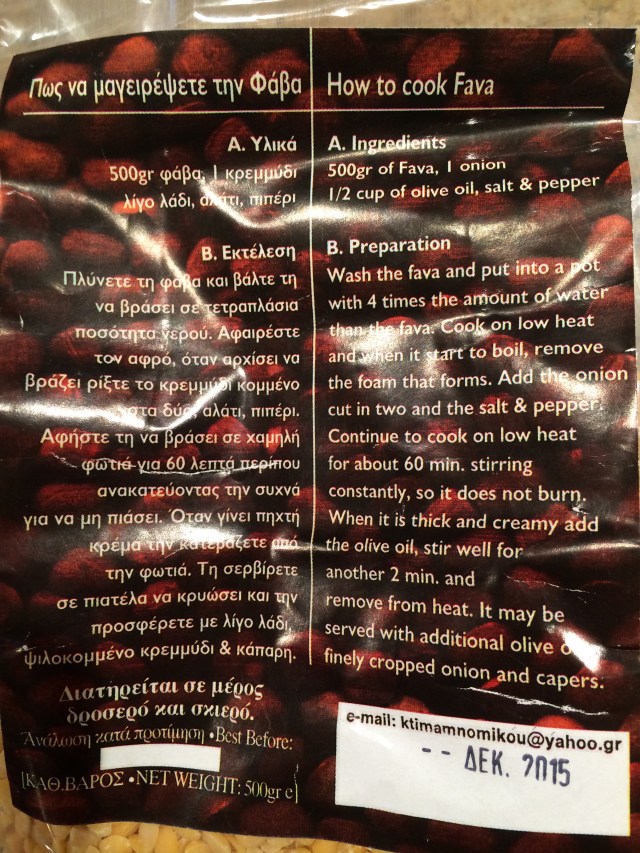 Πως να μαγειρέψετε την Φάβα
Α. Υλικά
500gr φάβα, 1 κρεμμύδι
λίγο λάδι, αλάτι, πιπέρι
Β. Εκτέλεση
Πλύνετε τη φάβα και βάλτε τη
να βράσει σε τετραπλάσια
ποσότητα νερού. Αφαιρέστε
τον αφρό, όταν αρχίσει να
βράζει ρίξτε το κρεμμύδι κομμένο
στα δύο, αλάτι, πιπέρι.
Αφήστε τη να βράσει σε χαμηλή
φωτιά για 60 λεπτά περίπου
ανακατεύοντας την συχνά
για να μη πιάσει. Όταν γίνει πηχτή
κρέμα την κατεβάζετε από
την φωτιά. Τη σερβίρετε
σε πιατέλα να κρυώσει και την
προσφέρετε με λίγο λάδι,
ψιλοκομμένο κρεμμύδι & κάπαρη.
Διατηρείται σε μέρος
δροσερό και σκιερό.
Ἀνάλωση κατά προτίμηση • Best Before:
[ΚΑΘ.ΒΑΡΟΣ • NET WEIGHT: 500gr e]
How to cook Fava
A. Ingredients
500gr of Fava, 1 onion
1/2 cup of olive oil, salt & pepper
B. Preparation
Wash the fava and put into a pot
with 4 times the amount of water
than the fava. Cook on low heat
and when it start to boil, remove
the foam that forms. Add the onion
cut in two and the salt & pepper.
Continue to cook on low heat
for about 60 min. stirring
constantly, so it does not burn.
When it is thick and creamy add
the olive oil, stir well for
another 2 min. and
remove from heat. It may be
served with additional olive
finely cropped onion and capers.
e-mail: ktimamnomikou@yahoo.gr
-- ΔΕΚ. 2015